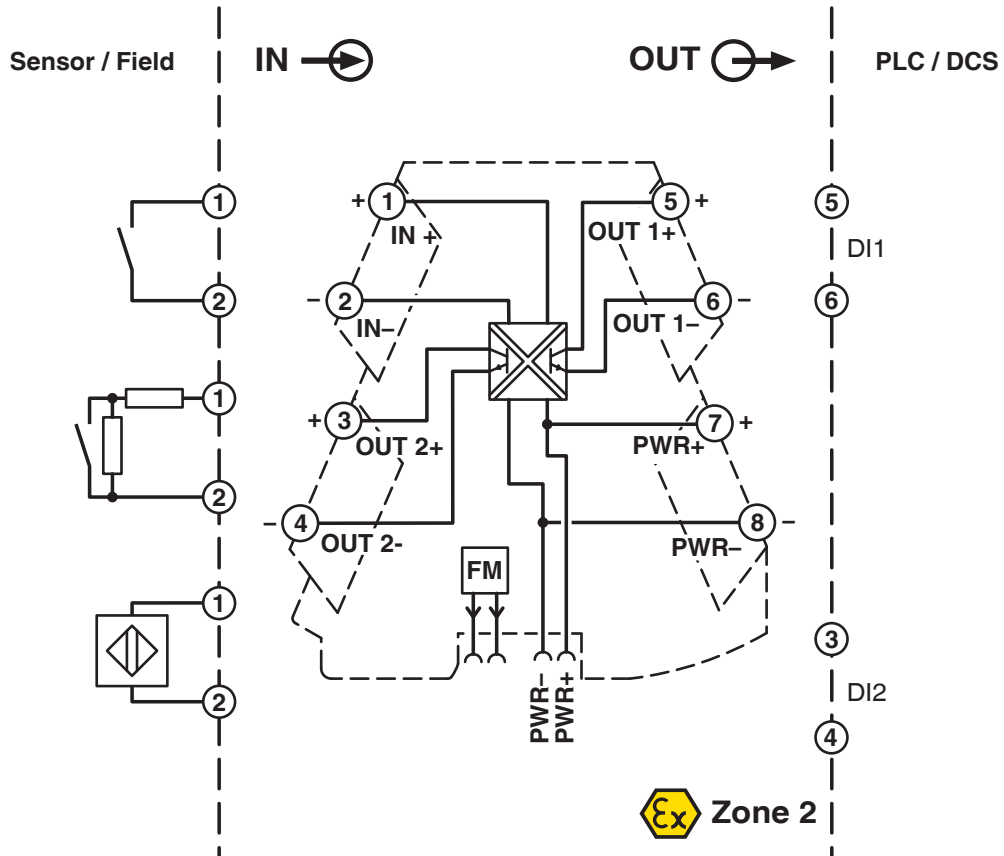 Sensor / Field
IN
OUT
PLC / DCS
1
2
1
2
1
2
+ 1
IN +
− 2
IN−
+ 3
OUT 2+
− 4
OUT 2-
5 +
OUT 1+
6 −
OUT 1−
7 +
PWR+
8 −
PWR−
FM
PWR−
PWR+
5
DI1
6
3
DI2
4
Ex Zone 2